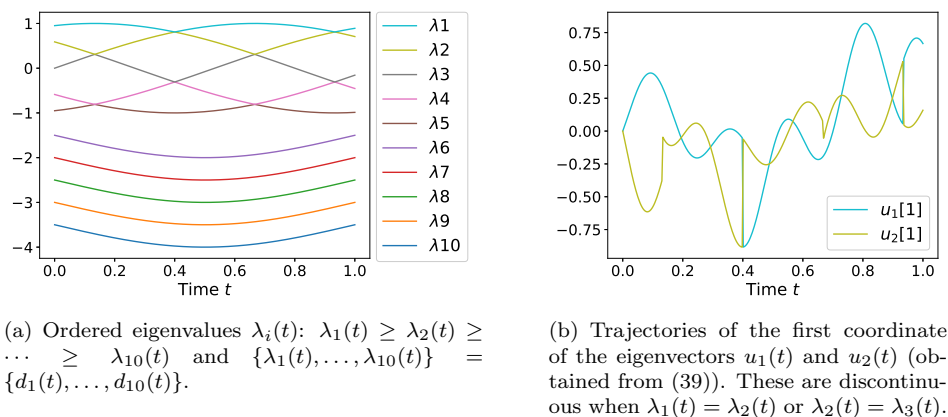 1
0
−1
−2
−3
−4
0.0 0.2 0.4 0.6 0.8 1.0
Time t
λ1
λ2
λ3
λ4
λ5
λ6
λ7
λ8
λ9
λ10
0.75
0.50
0.25
0.00
−0.25
−0.50
−0.75
0.0 0.2 0.4 0.6 0.8 1.0
Time t
u₁[1]
u₂[1]
(a) Ordered eigenvalues λᵢ(t): λ₁(t) ≥ λ₂(t) ≥
⋯ ≥ λ₁₀(t) and {λ₁(t), . . . , λ₁₀(t)} =
{d₁(t), . . . , d₁₀(t)}.
(b) Trajectories of the first coordinate
of the eigenvectors u₁(t) and u₂(t) (ob-
tained from (39)). These are discontinu-
ous when λ₁(t) = λ₂(t) or λ₂(t) = λ₃(t).